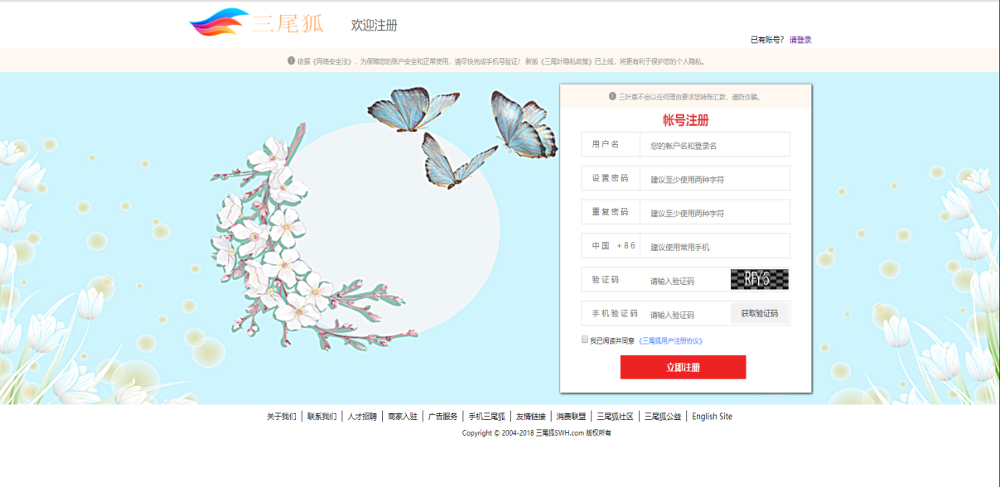 三尾狐 欢迎注册
已有账号？ 请登录
依据《网络安全法》，为保障您的账户安全和正常使用，请尽快完成手机号验证！ 新版《三尾叶隐私政策》已上线，将更有利于保护您的个人隐私。
三叶草不会以任何理由要求您转账汇款，谨防诈骗。
帐号注册
用户名 您的帐户名和登录名
设置密码 建议至少使用两种字符
重复密码 建议至少使用两种字符
中国 +86 建议使用常用手机
验证码 请输入验证码 RFY6
手机验证码 请输入验证码 获取验证码
我已阅读并同意 《三尾狐用户注册协议》
立即注册
关于我们 | 联系我们 | 人才招聘 | 商家入驻 | 广告服务 | 手机三尾狐 | 友情链接 | 消费联盟 | 三尾狐社区 | 三尾狐公益 | English Site
Copyright © 2004-2018 三尾狐SWH.com 版权所有